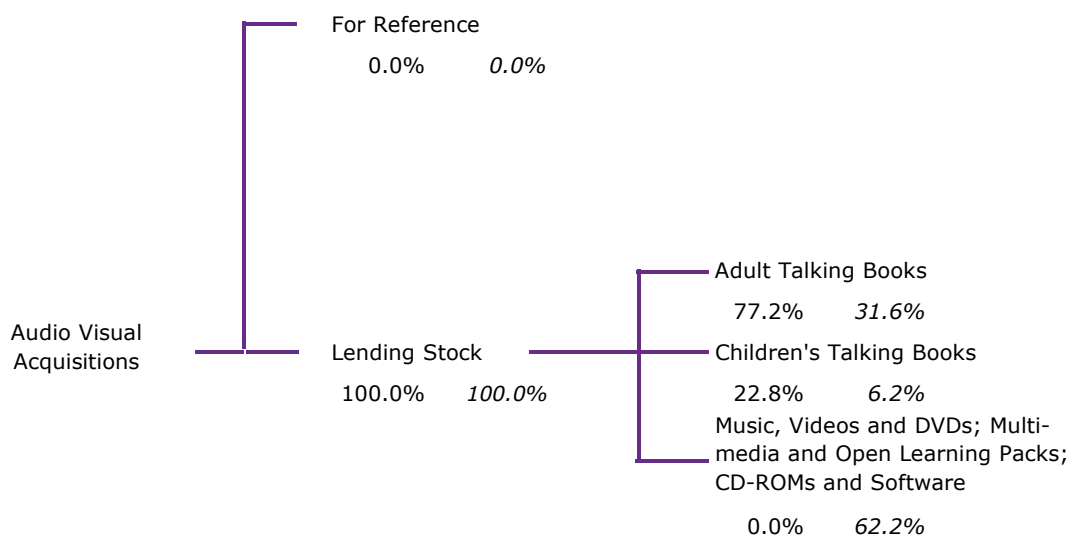 For Reference
0.0% 0.0%
Adult Talking Books
77.2% 31.6%
Audio Visual
Acquisitions
Lending Stock
100.0% 100.0%
Children's Talking Books
22.8% 6.2%
Music, Videos and DVDs; Multi-
media and Open Learning Packs;
CD-ROMs and Software
0.0% 62.2%